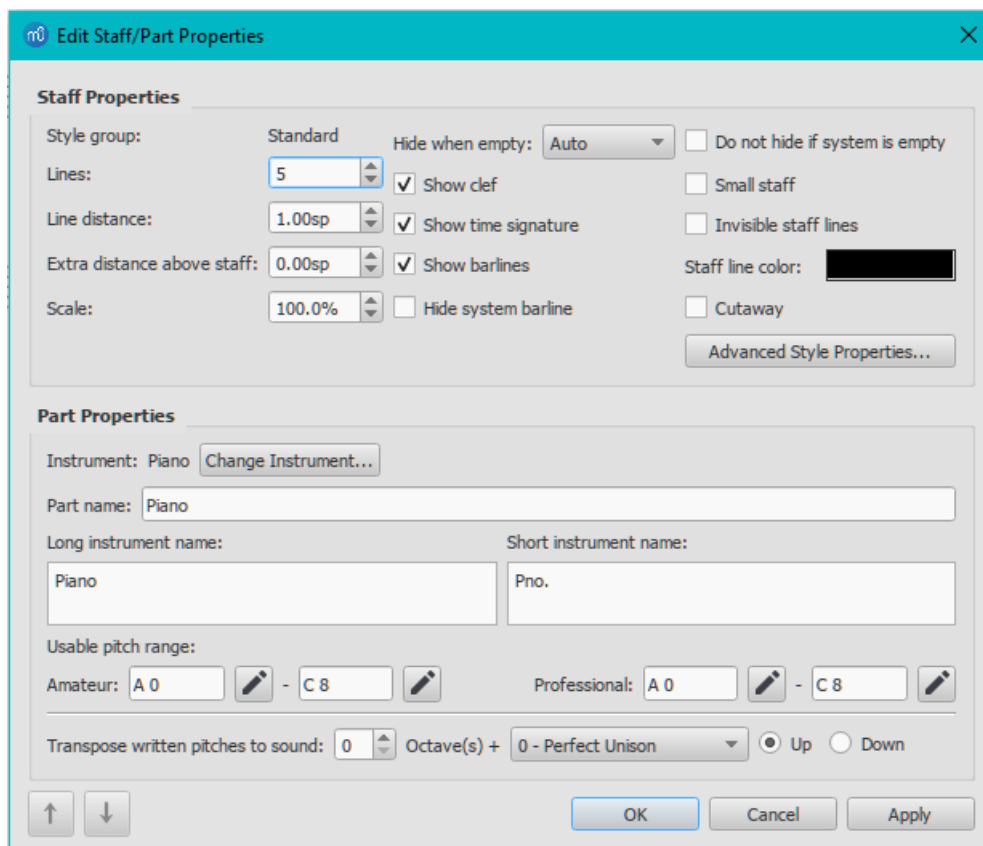 Edit Staff/Part Properties
Staff Properties
Style group: Standard Hide when empty: Auto Do not hide if system is empty
Lines: 5 Show clef Small staff
Line distance: 1.00sp Show time signature Invisible staff lines
Extra distance above staff: 0.00sp Show barlines Staff line color:
Scale: 100.0% Hide system barline Cutaway
Advanced Style Properties...
Part Properties
Instrument: Piano Change Instrument...
Part name: Piano
Long instrument name: Short instrument name:
Piano Pno.
Usable pitch range:
Amateur: A 0 - C 8 Professional: A 0 - C 8
Transpose written pitches to sound: 0 Octave(s) + 0 - Perfect Unison Up Down
OK Cancel Apply